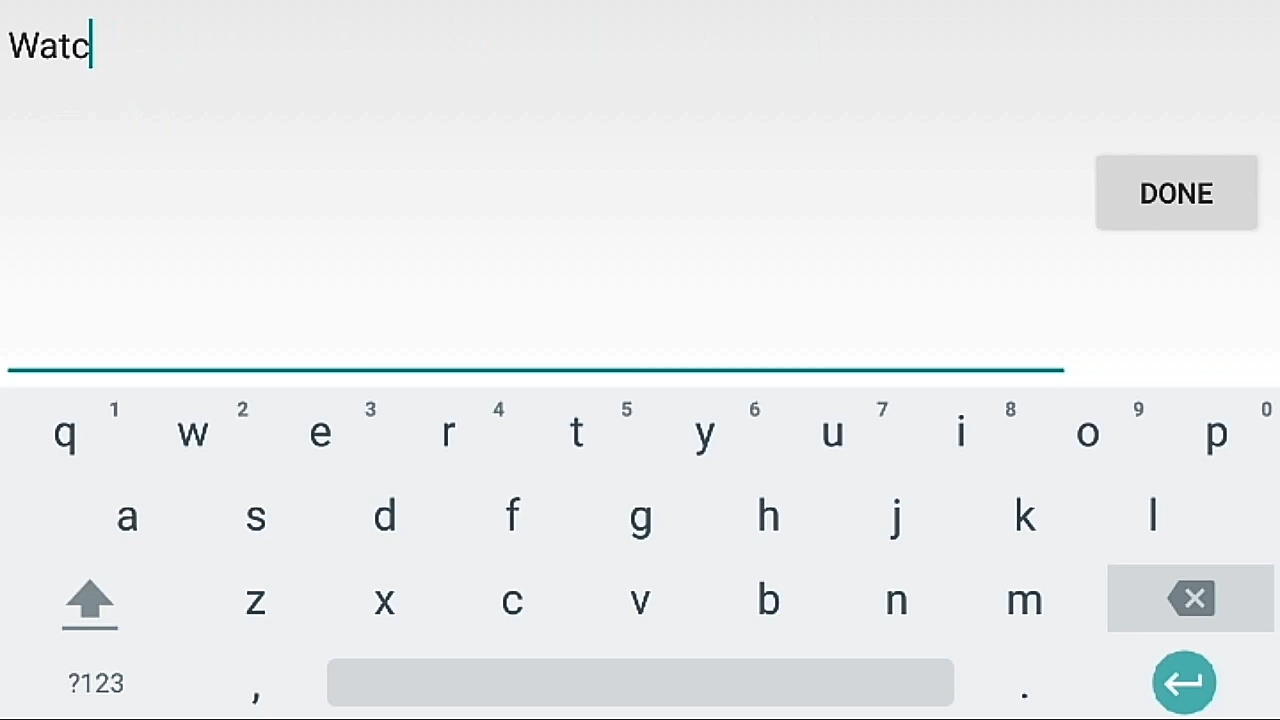 Watc
DONE
q 1 w 2 e 3 r 4 t 5 y 6 u 7 i 8 o 9 p 0
a s d f g h j k l
z x c v b n m
?123 , .